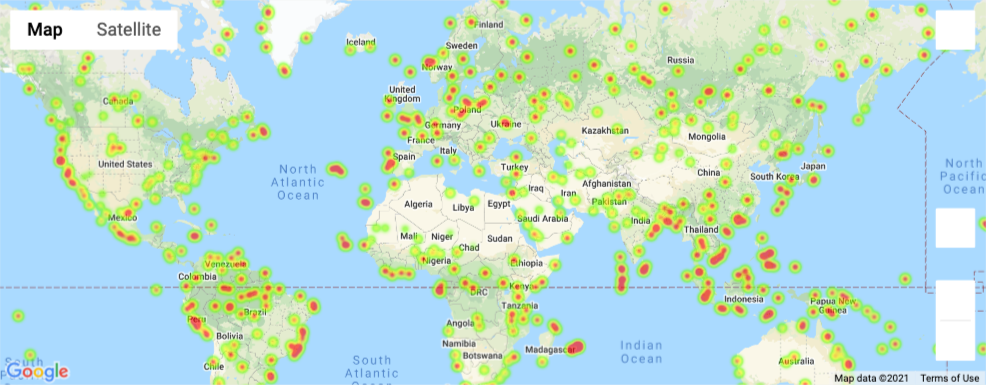 Map Satellite
Finland
Iceland
Sweden
Norway
Russia
United
Kingdom
Canada
Poland
Germany
Ukraine
Kazakhstan
France
Mongolia
United States
Spain
Italy
North
Atlantic
Ocean
Turkey
China
South Korea
Japan
North
Pacific
Ocean
Afghanistan
Iraq
Iran
Pakistan
Algeria
Libya
Egypt
Saudi Arabia
India
Mexico
Mali
Niger
Chad
Sudan
Thailand
Nigeria
Ethiopia
Venezuela
Colombia
Kenya
DRC
Indonesia
Papua New
Guinea
Tanzania
Peru
Brazil
Angola
Bolivia
Namibia
Madagascar
Botswana
Indian
Ocean
South
Atlantic
Ocean
Chile
Australia
South
Google
Map data ©2021 Terms of Use